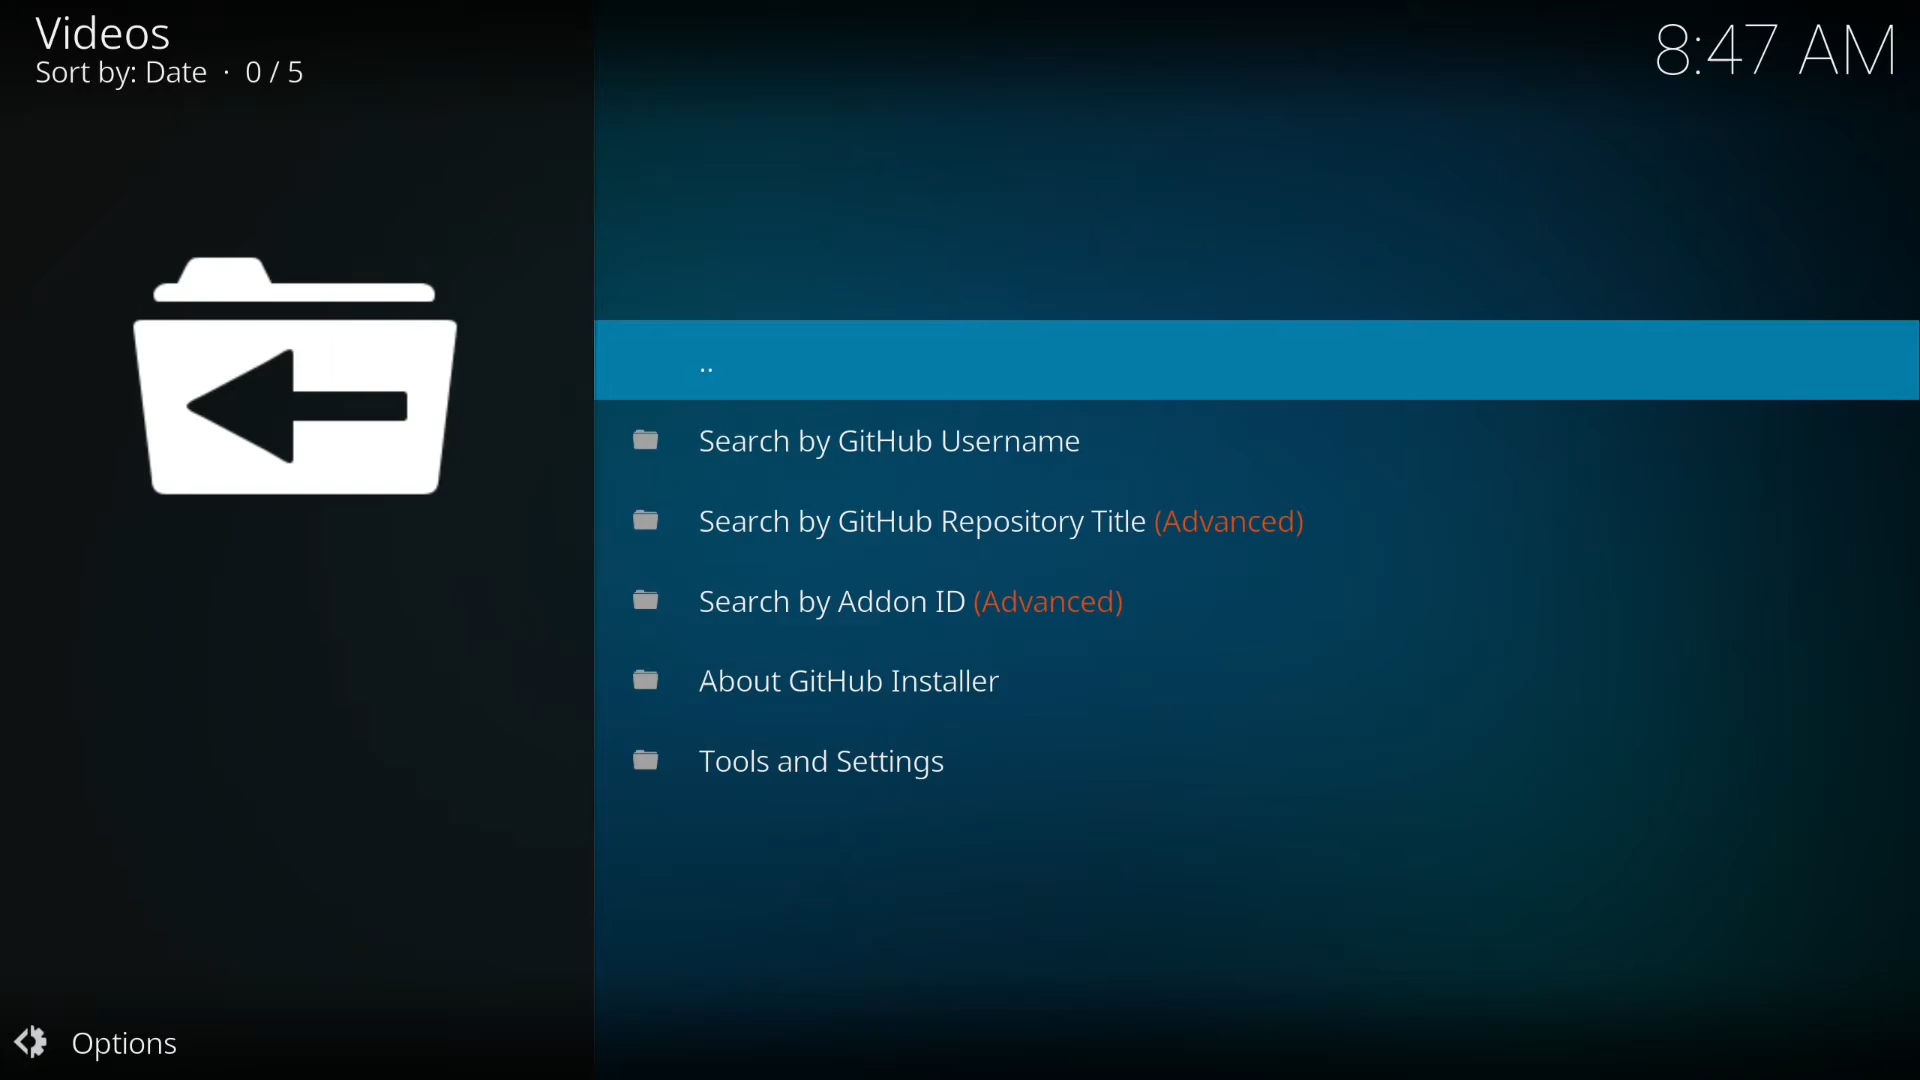 Videos
Sort by: Date · 0 / 5
8:47 AM
..
Search by GitHub Username
Search by GitHub Repository Title (Advanced)
Search by Addon ID (Advanced)
About GitHub Installer
Tools and Settings
Options